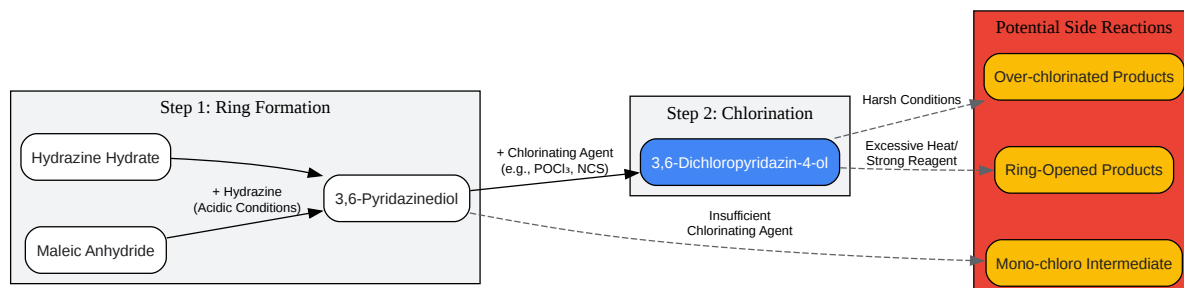 Potential Side Reactions
Over-chlorinated Products
Harsh Conditions
Step 1: Ring Formation
Step 2: Chlorination
Hydrazine Hydrate
+ Chlorinating Agent
(e.g., POCl₃, NCS)
3,6-Dichloropyridazin-4-ol
Excessive Heat/
Strong Reagent
Ring-Opened Products
+ Hydrazine
(Acidic Conditions)
3,6-Pyridazinediol
Insufficient
Chlorinating Agent
Maleic Anhydride
Mono-chloro Intermediate